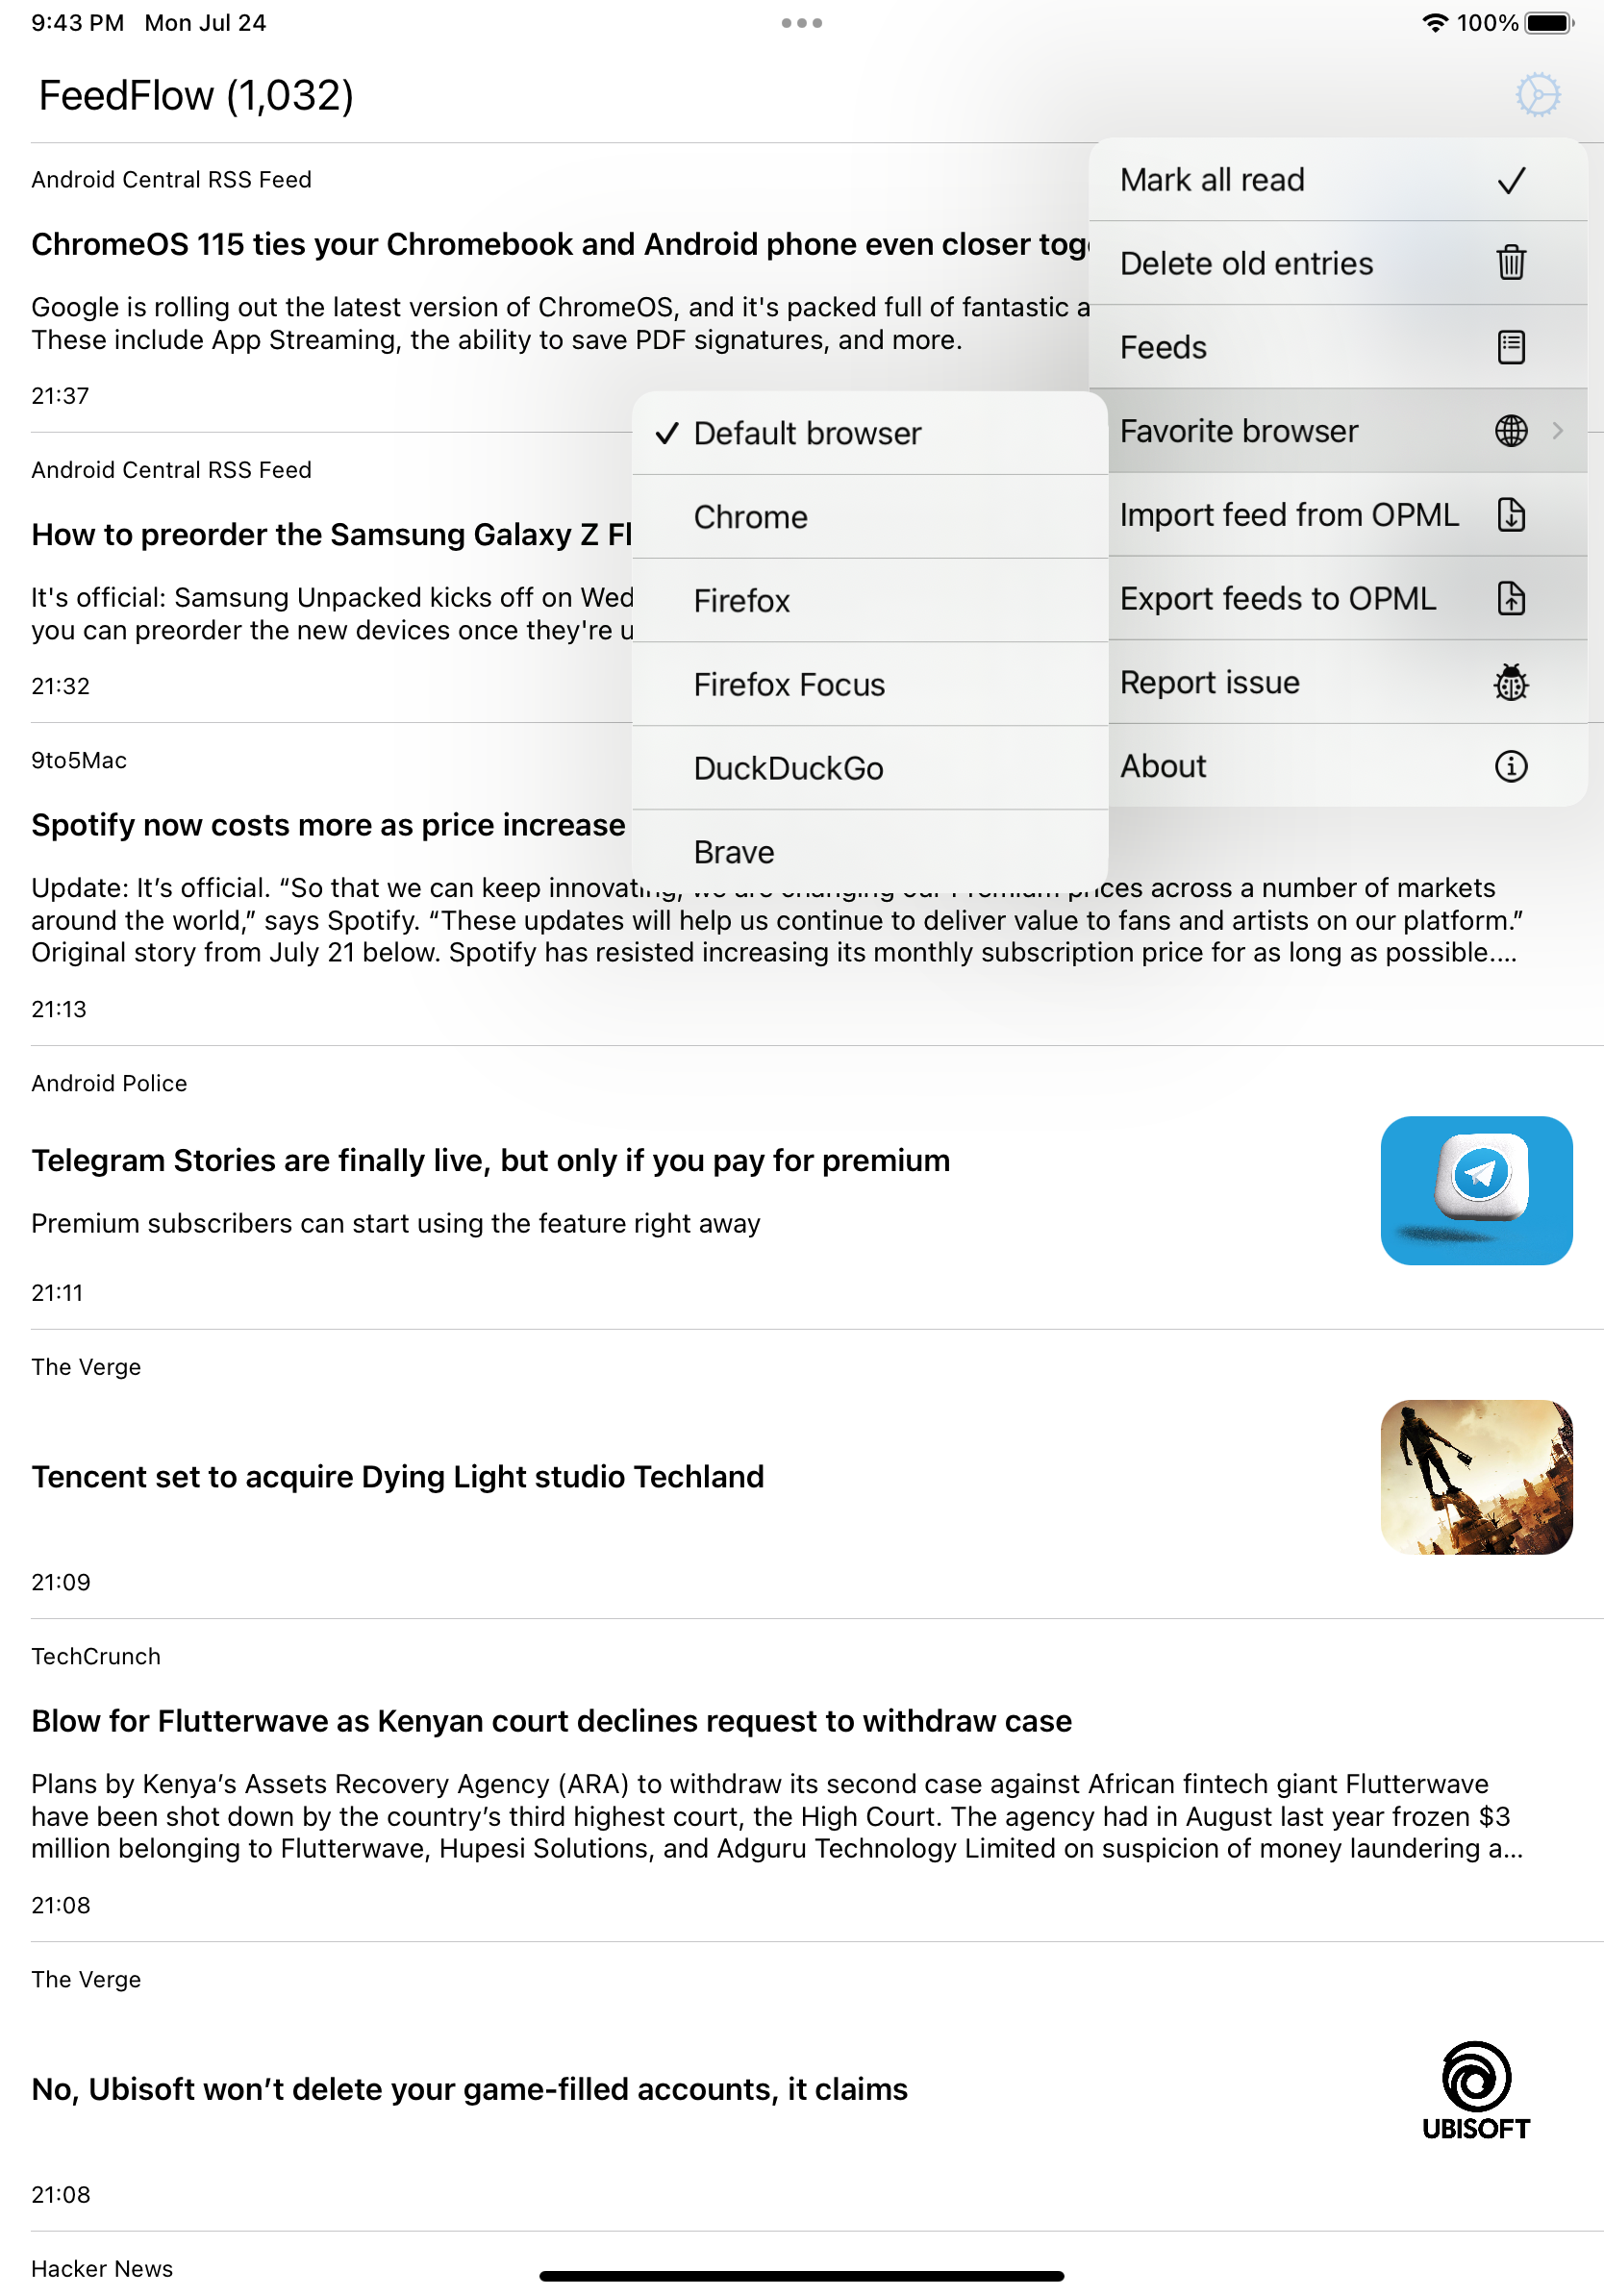 9:43 PM Mon Jul 24
100%
FeedFlow (1,032)
Android Central RSS Feed
ChromeOS 115 ties your Chromebook and Android phone even closer
Google is rolling out the latest version of ChromeOS, and it's packed full of fantastic
These include App Streaming, the ability to save PDF signatures, and more.
21:37
Android Central RSS Feed
How to preorder the Samsung Galaxy Z
It's official: Samsung Unpacked kicks off on
you can preorder the new devices once they're
21:32
9to5Mac
Spotify now costs more as price increase
Update: It’s official. “So that we can keep innovating, we are changing our Premium prices across a number of markets
around the world,” says Spotify. “These updates will help us continue to deliver value to fans and artists on our platform.”
Original story from July 21 below. Spotify has resisted increasing its monthly subscription price for as long as possible....
21:13
Android Police
Telegram Stories are finally live, but only if you pay for premium
Premium subscribers can start using the feature right away
21:11
The Verge
Tencent set to acquire Dying Light studio Techland
21:09
TechCrunch
Blow for Flutterwave as Kenyan court declines request to withdraw case
Plans by Kenya’s Assets Recovery Agency (ARA) to withdraw its second case against African fintech giant Flutterwave
have been shot down by the country’s third highest court, the High Court. The agency had in August last year frozen $3
million belonging to Flutterwave, Hupesi Solutions, and Adguru Technology Limited on suspicion of money laundering a...
21:08
The Verge
No, Ubisoft won’t delete your game-filled accounts, it claims
UBISOFT
21:08
Hacker News
Mark all read
Delete old entries
Feeds
Favorite browser
Import feed from OPML
Export feeds to OPML
Report issue
About
Default browser
Chrome
Firefox
Firefox Focus
DuckDuckGo
Brave